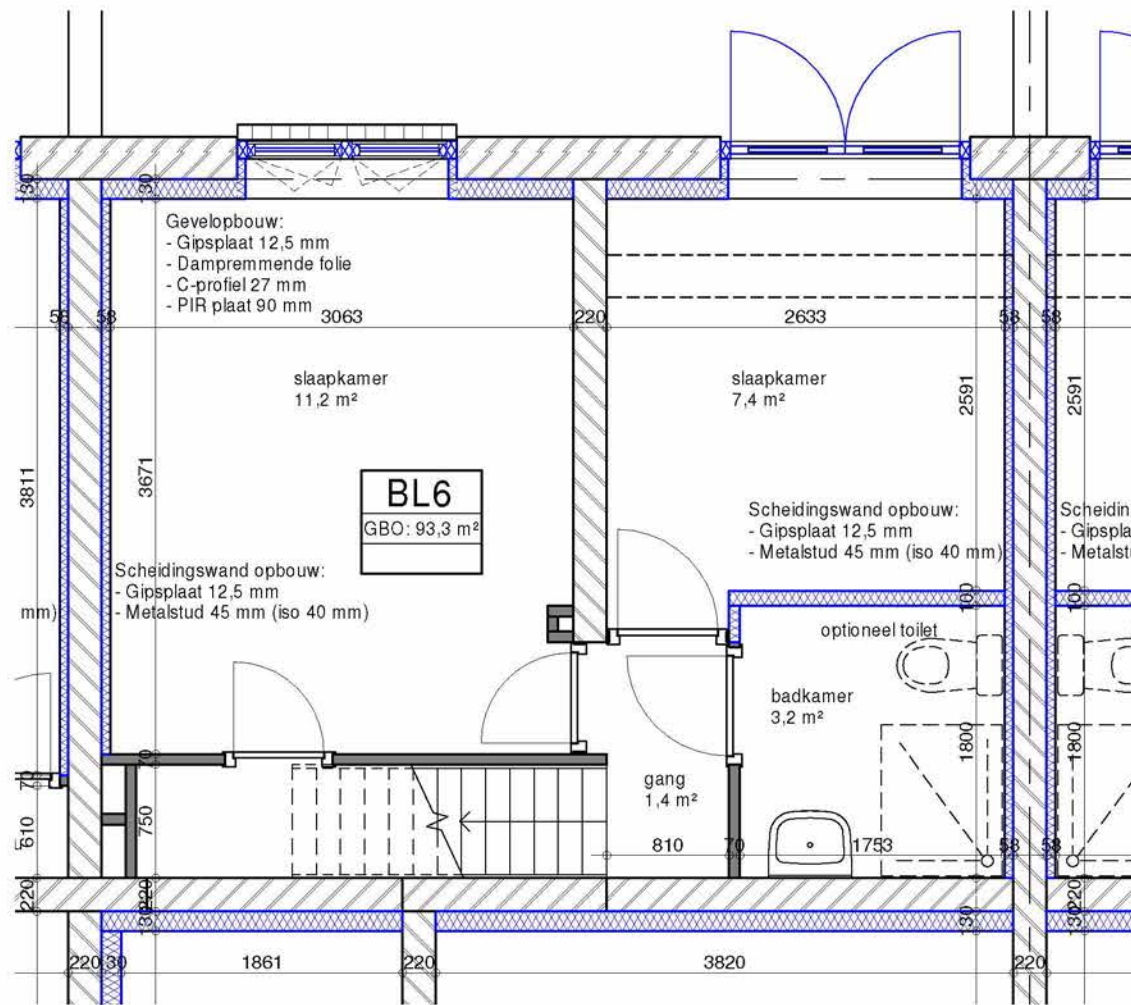 130
130
Gevelopbouw:
- Gipsplaat 12,5 mm
- Dampremmende folie
- C-profiel 27 mm
- PIR plaat 90 mm
58
58
3063
220
2633
58
58
slaapkamer
11,2 m²
slaapkamer
7,4 m²
2591
2591
3811
3671
BL6
GBO: 93,3 m²
Scheidingswand opbouw:
- Gipsplaat 12,5 mm
- Metalstud 45 mm (iso 40 mm)
Scheidin
- Gipspla
- Metalstu
Scheidingswand opbouw:
- Gipsplaat 12,5 mm
- Metalstud 45 mm (iso 40 mm)
mm)
100
100
optioneel toilet
badkamer
3,2 m²
1800
1800
70
70
gang
1,4 m²
610
750
810
70
1753
58
58
220
220
220
130
130
130
220
30
1861
220
3820
220